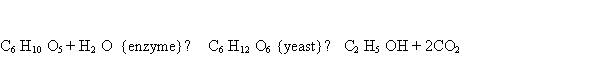 C₆ H₁₀ O₅ + H₂ O {enzyme} ? C₆ H₁₂ O₆ {yeast} ? C₂ H₅ OH + 2CO₂